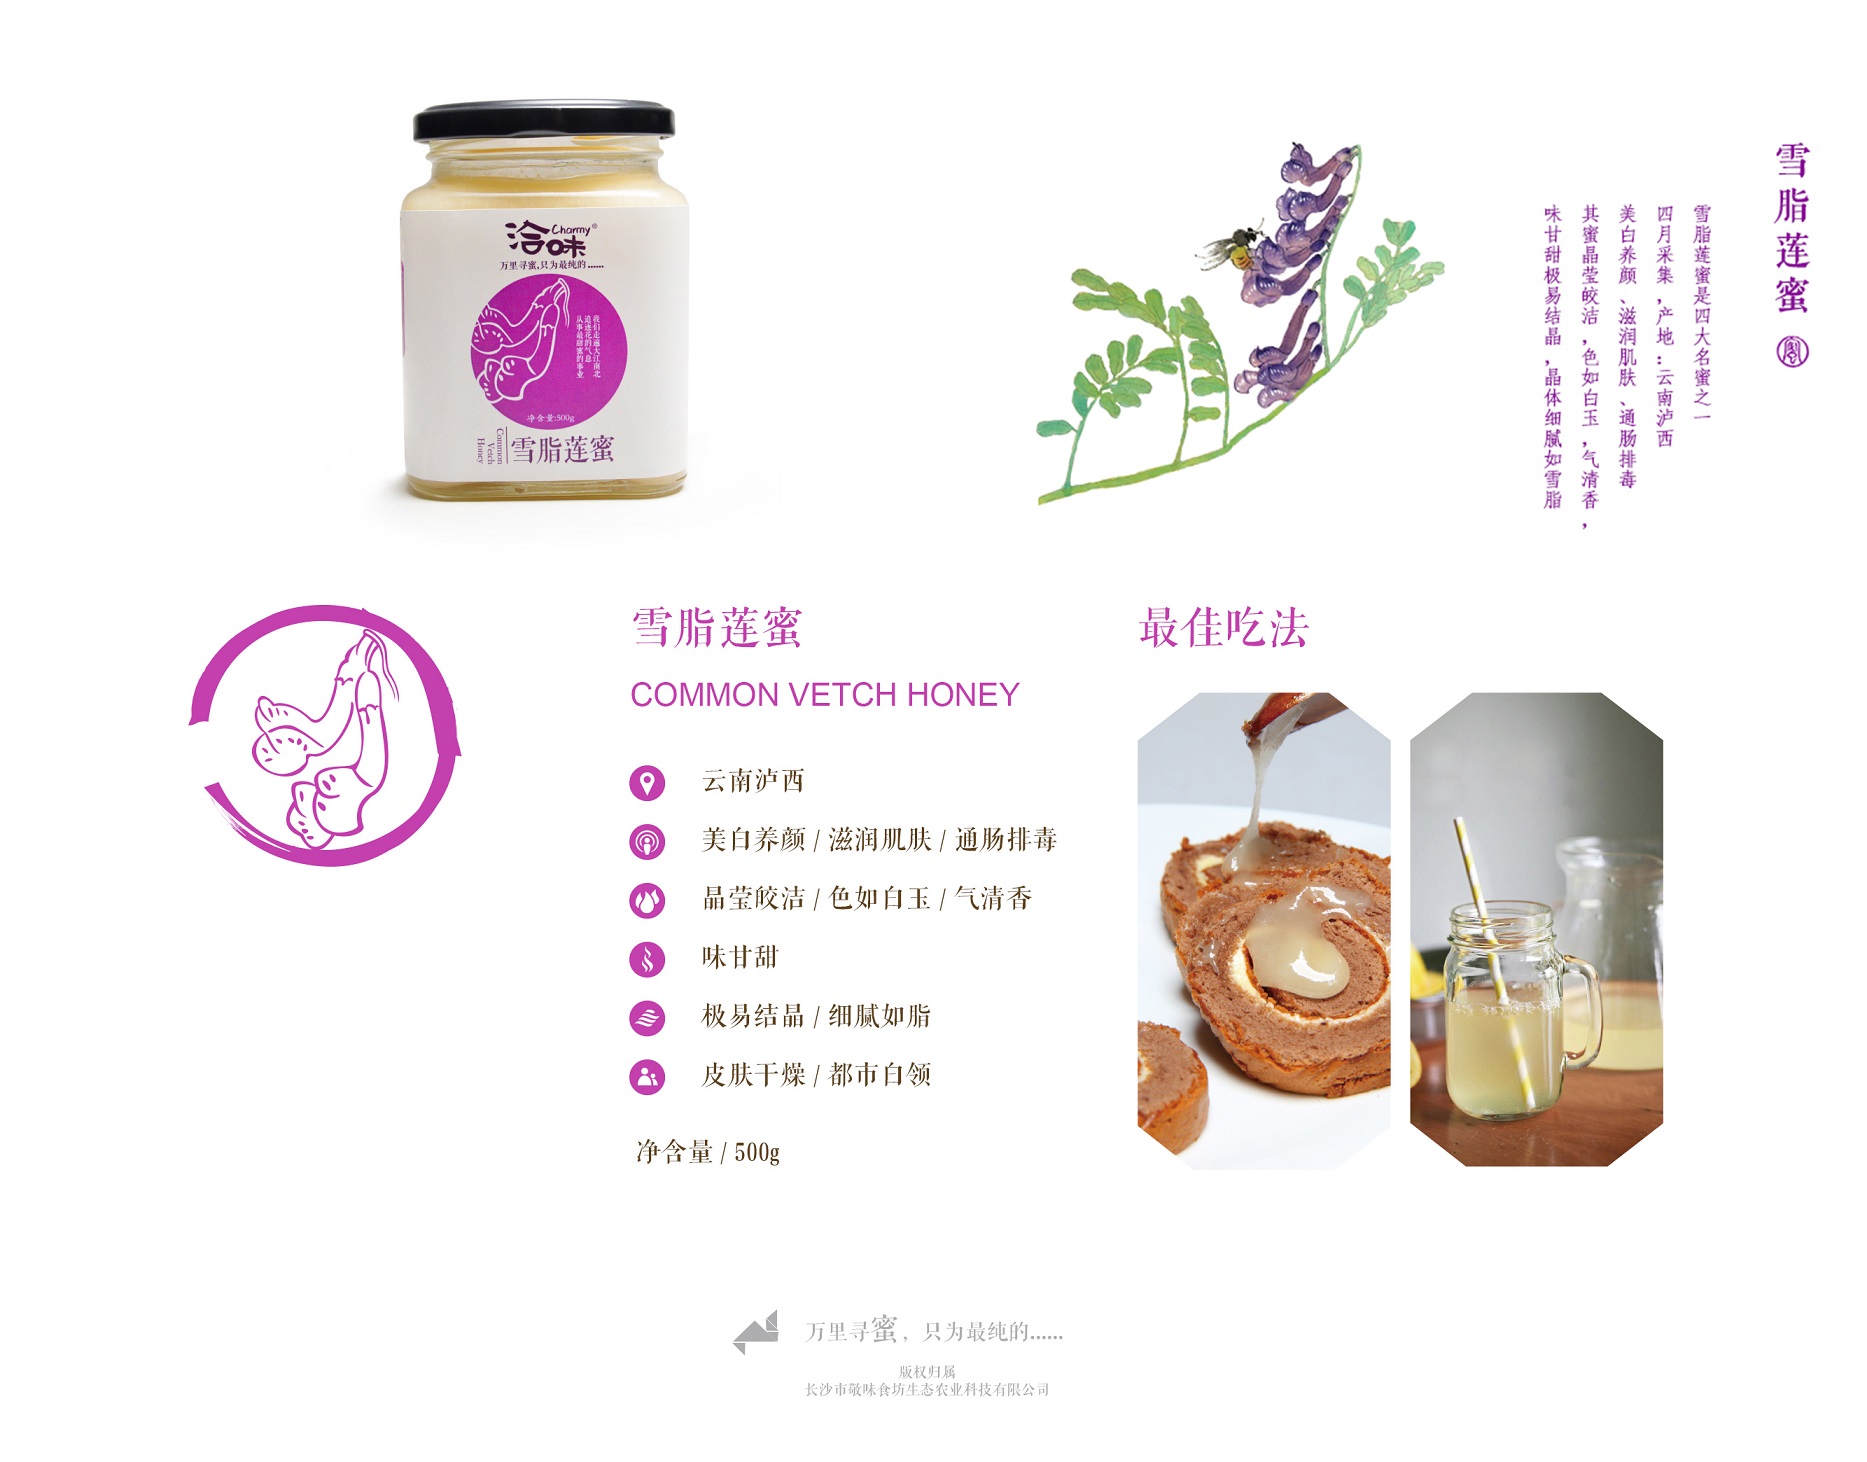 洽味
Charmy®
万里寻蜜,只为最纯的......
我们走遍大江南北
追逐花的气息
从事最甜蜜的事业
净含量:500g
Common
Vetch
Honey
雪脂莲蜜
雪脂莲蜜
雪脂莲蜜是四大名蜜之一
四月采集，产地：云南泸西
美白养颜、滋润肌肤、通肠排毒
其蜜晶莹皎洁，色如白玉，气清香，
味甘甜极易结晶，晶体细腻如雪脂
雪脂莲蜜
COMMON VETCH HONEY
云南泸西
美白养颜 / 滋润肌肤 / 通肠排毒
晶莹皎洁 / 色如白玉 / 气清香
味甘甜
极易结晶 / 细腻如脂
皮肤干燥 / 都市白领
净含量 / 500g
最佳吃法
万里寻蜜，只为最纯的......
版权归属
长沙市敬味食坊生态农业科技有限公司